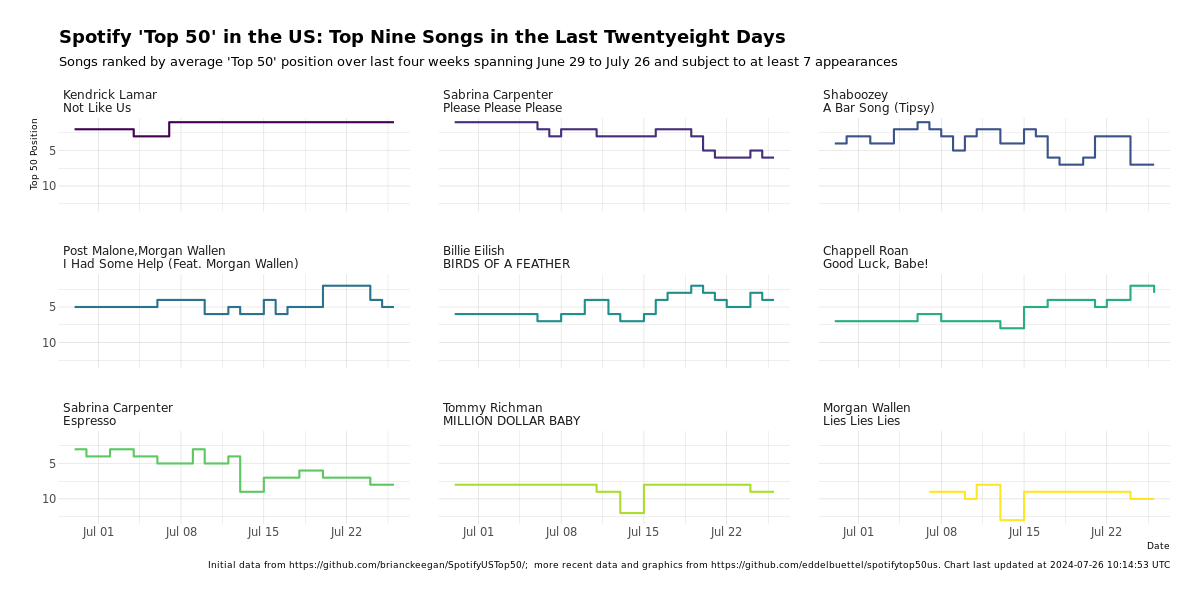 Spotify 'Top 50' in the US: Top Nine Songs in the Last Twentyeight Days
Songs ranked by average 'Top 50' position over last four weeks spanning June 29 to July 26 and subject to at least 7 appearances
Kendrick Lamar
Not Like Us
Sabrina Carpenter
Please Please Please
Shaboozey
A Bar Song (Tipsy)
Top 50 Position
5
10
Post Malone,Morgan Wallen
I Had Some Help (Feat. Morgan Wallen)
Billie Eilish
BIRDS OF A FEATHER
Chappell Roan
Good Luck, Babe!
5
10
Sabrina Carpenter
Espresso
Tommy Richman
MILLION DOLLAR BABY
Morgan Wallen
Lies Lies Lies
5
10
Jul 01 Jul 08 Jul 15 Jul 22
Jul 01 Jul 08 Jul 15 Jul 22
Jul 01 Jul 08 Jul 15 Jul 22
Date
Initial data from https://github.com/brianckeegan/SpotifyUSTop50/;  more recent data and graphics from https://github.com/eddelbuettel/spotifytop50us. Chart last updated at 2024-07-26 10:14:53 UTC